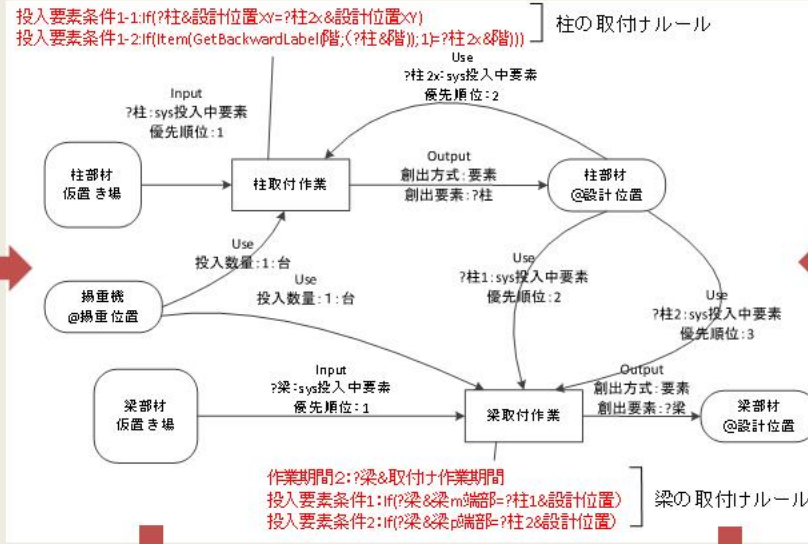 投入要素条件1-1:If(?柱&設計位置XY=?柱2x&設計位置XY)
投入要素条件1-2:If(Item(GetBackwardLabel(階;(?柱&階));1)=?柱2x&階)))
柱の取付けルール
Input
?柱:sys投入中要素
優先順位:1
Use
?柱2x:sys投入中要素
優先順位:2
柱部材
仮置き場
柱取付作業
Output
創出方式:要素
創出要素:?柱
柱部材
@設計位置
Use
投入数量:1:台
Use
投入数量:1:台
Use
?柱1:sys投入中要素
優先順位:2
Use
?柱2:sys投入中要素
優先順位:3
揚重機
@揚重位置
Input
?梁:sys投入中要素
優先順位:1
梁部材
仮置き場
梁取付作業
Output
創出方式:要素
創出要素:?梁
梁部材
@設計位置
作業期間2:?梁&取付け作業期間
投入要素条件1:If(?梁&梁m端部=?柱1&設計位置)
投入要素条件2:If(?梁&梁p端部=?柱2&設計位置)
梁の取付けルール